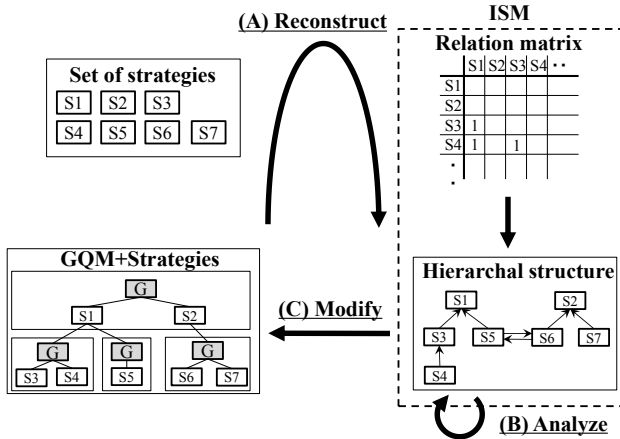 (A) Reconstruct
ISM
Set of strategies
S1 S2 S3
S4 S5 S6 S7
Relation matrix
S1 S2 S3 S4 ··
S1
S2
S3 1
S4 1 1
:
GQM+Strategies
G
S1 S2
G G G
S3 S4 S5 S6 S7
(C) Modify
Hierarchal structure
S1 S2
S3 S5 S6 S7
S4
(B) Analyze